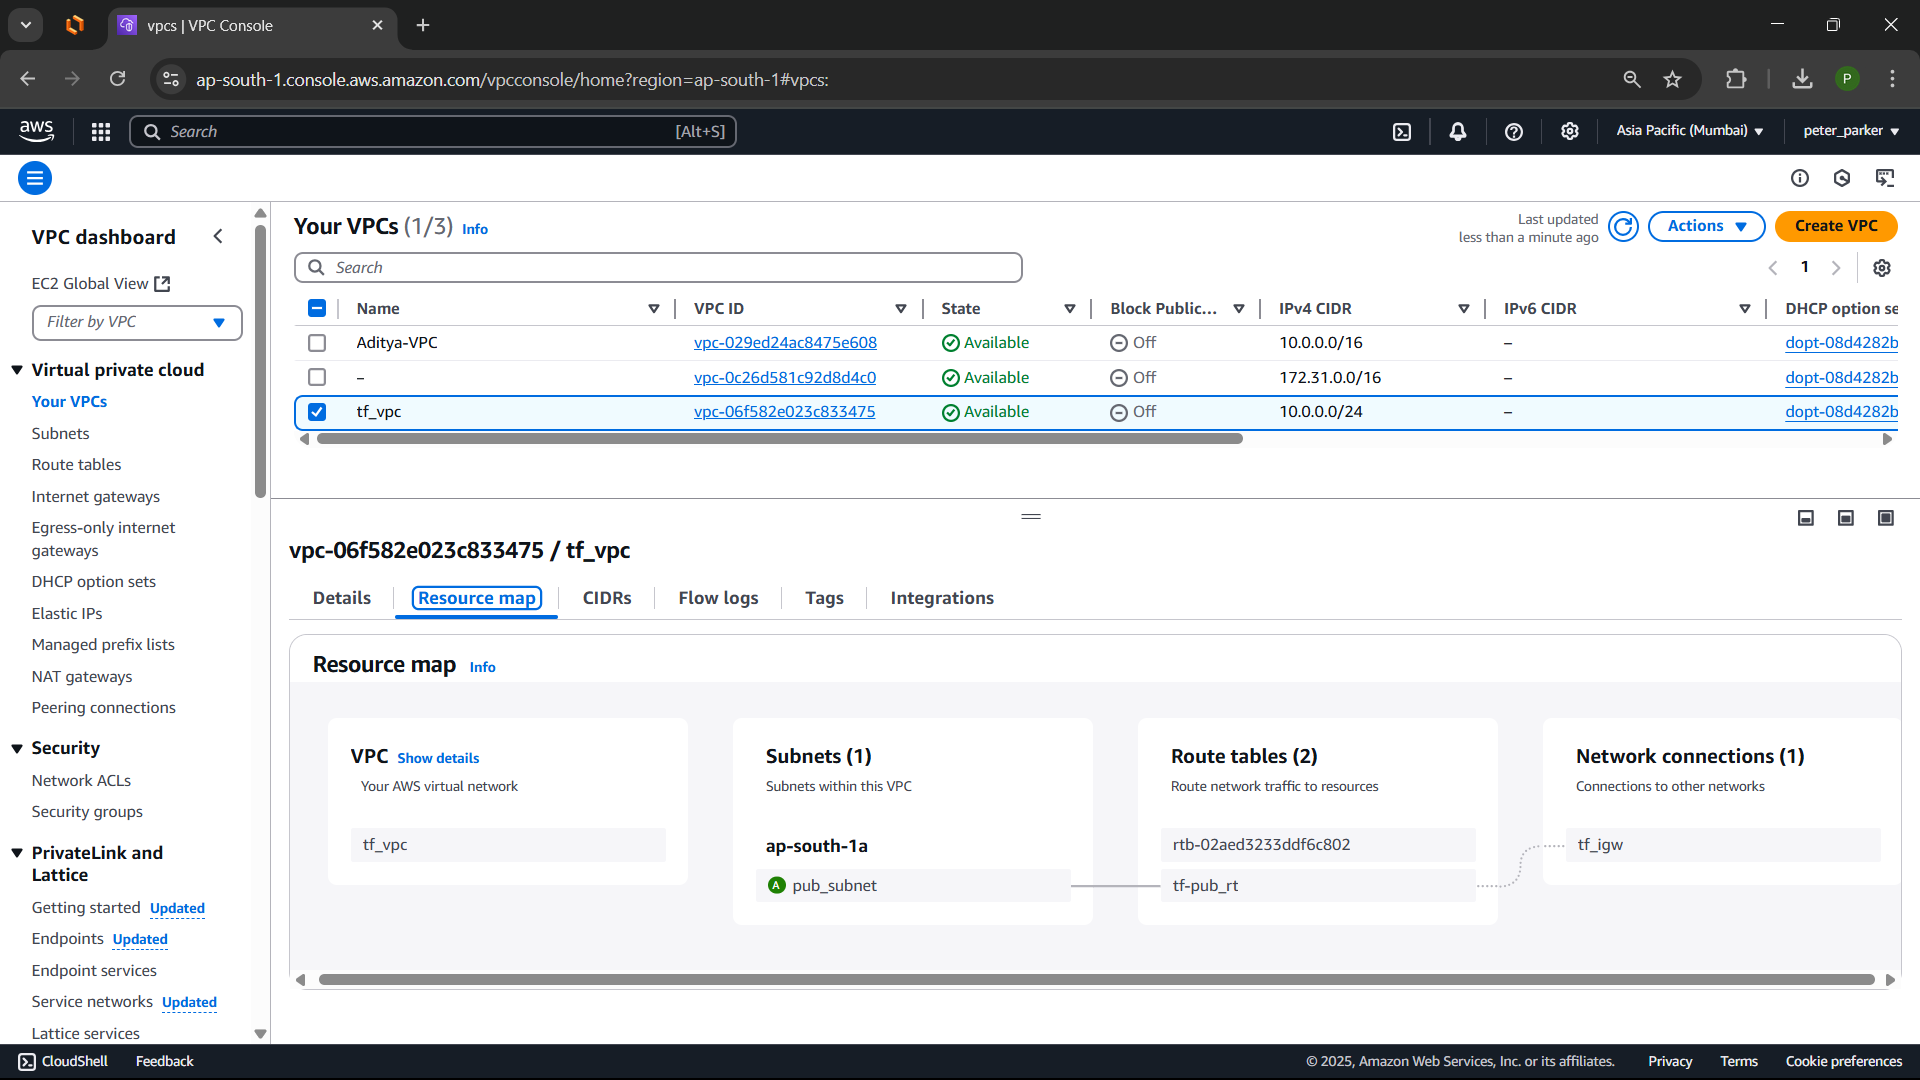 vpcs | VPC Console
ap-south-1.console.aws.amazon.com/vpcconsole/home?region=ap-south-1#vpcs:
P
aws
Search
[Alt+S]
Asia Pacific (Mumbai)
peter_parker
VPC dashboard
EC2 Global View
Filter by VPC
Virtual private cloud
Your VPCs
Subnets
Route tables
Internet gateways
Egress-only internet
gateways
DHCP option sets
Elastic IPs
Managed prefix lists
NAT gateways
Peering connections
Security
Network ACLs
Security groups
PrivateLink and
Lattice
Getting started Updated
Endpoints Updated
Endpoint services
Service networks Updated
Lattice services
Your VPCs (1/3) Info
Last updated
less than a minute ago
Actions
Create VPC
Search
1
Name VPC ID State Block Public... IPv4 CIDR IPv6 CIDR DHCP option se
Aditya-VPC vpc-029ed24ac8475e608 Available Off 10.0.0.0/16 – dopt-08d4282b
– vpc-0c26d581c92d8d4c0 Available Off 172.31.0.0/16 – dopt-08d4282b
tf_vpc vpc-06f582e023c833475 Available Off 10.0.0.0/24 – dopt-08d4282b
vpc-06f582e023c833475 / tf_vpc
Details Resource map CIDRs Flow logs Tags Integrations
Resource map Info
VPC Show details
Your AWS virtual network
tf_vpc
Subnets (1)
Subnets within this VPC
ap-south-1a
A pub_subnet
Route tables (2)
Route network traffic to resources
rtb-02aed3233ddf6c802
tf-pub_rt
Network connections (1)
Connections to other networks
tf_igw
CloudShell Feedback
© 2025, Amazon Web Services, Inc. or its affiliates. Privacy Terms Cookie preferences